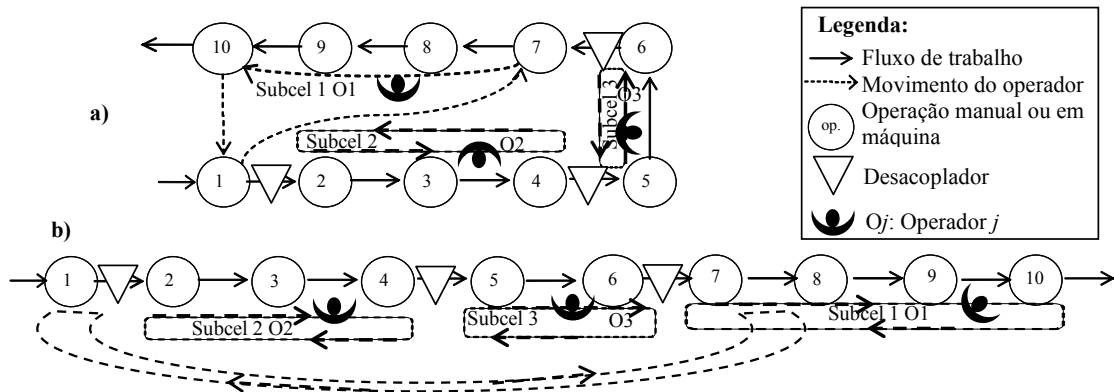 Legenda:
Fluxo de trabalho
Movimento do operador
op.
Operação manual ou em
máquina
Desacoplador
Oj: Operador j
a)
10
9
8
7
6
Subcel 1 O1
Subcel 3
O3
Subcel 2
O2
1
2
3
4
5
b)
1
2
3
4
5
6
7
8
9
10
Subcel 2 O2
Subcel 3
O3
Subcel 1 O1